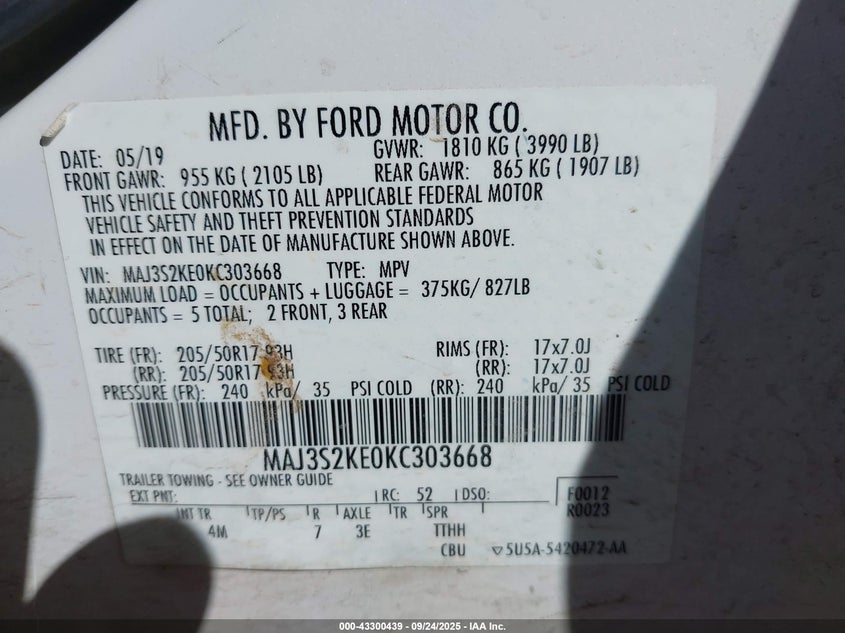 MFD. BY FORD MOTOR CO.
DATE: 05/19 GVWR: 1810 KG ( 3990 LB)
FRONT GAWR: 955 KG ( 2105 LB) REAR GAWR: 865 KG ( 1907 LB)
THIS VEHICLE CONFORMS TO ALL APPLICABLE FEDERAL MOTOR
VEHICLE SAFETY AND THEFT PREVENTION STANDARDS
IN EFFECT ON THE DATE OF MANUFACTURE SHOWN ABOVE.
VIN: MAJ3S2KE0KC303668 TYPE: MPV
MAXIMUM LOAD = OCCUPANTS + LUGGAGE = 375KG/ 827LB
OCCUPANTS = 5 TOTAL; 2 FRONT, 3 REAR
TIRE (FR): 205/50R17 93H RIMS (FR): 17x7.0J
(RR): 205/50R17 93H (RR): 17x7.0J
PRESSURE (FR): 240 kPa/ 35 PSI COLD (RR): 240 kPa/ 35 PSI COLD
MAJ3S2KE0KC303668
TRAILER TOWING - SEE OWNER GUIDE
EXT PNT: RC: 52 DSO: F0012
R0023
INT TR TP/PS R AXLE TR SPR
4M 7 3E TTHH
CBU 5U5A-5420472-AA
000-43300439 - 09/24/2025 - IAA Inc.